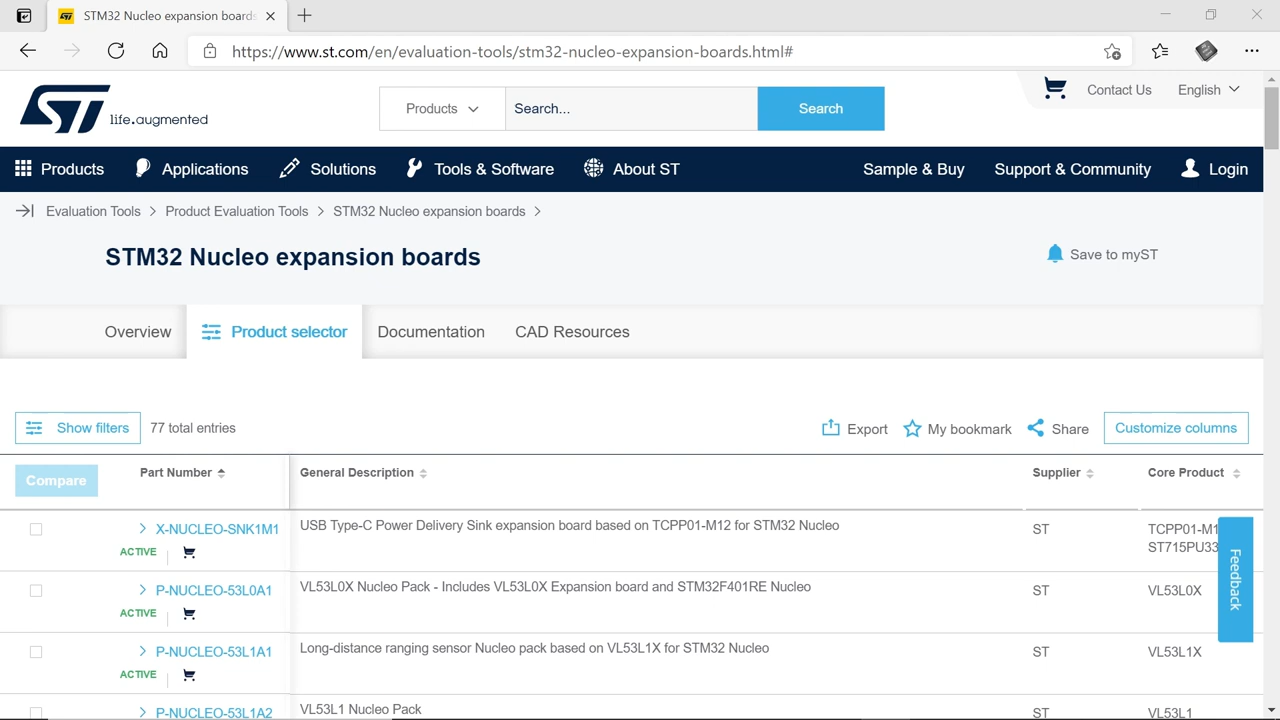 STM32 Nucleo expansion boards
https://www.st.com/en/evaluation-tools/stm32-nucleo-expansion-boards.html#
ST life.augmented
Products
Search...
Search
Contact Us
English
Products
Applications
Solutions
Tools & Software
About ST
Sample & Buy
Support & Community
Login
Evaluation Tools > Product Evaluation Tools > STM32 Nucleo expansion boards >
STM32 Nucleo expansion boards
Save to myST
Overview
Product selector
Documentation
CAD Resources
Show filters
77 total entries
Export
My bookmark
Share
Customize columns
Compare
Part Number
General Description
Supplier
Core Product
X-NUCLEO-SNK1M1
USB Type-C Power Delivery Sink expansion board based on TCPP01-M12 for STM32 Nucleo
ST
TCPP01-M1
ST715PU33
ACTIVE
P-NUCLEO-53L0A1
VL53L0X Nucleo Pack - Includes VL53L0X Expansion board and STM32F401RE Nucleo
ST
VL53L0X
ACTIVE
Feedback
P-NUCLEO-53L1A1
Long-distance ranging sensor Nucleo pack based on VL53L1X for STM32 Nucleo
ST
VL53L1X
ACTIVE
P-NUCLEO-53L1A2
VL53L1 Nucleo Pack
ST
VL53L1